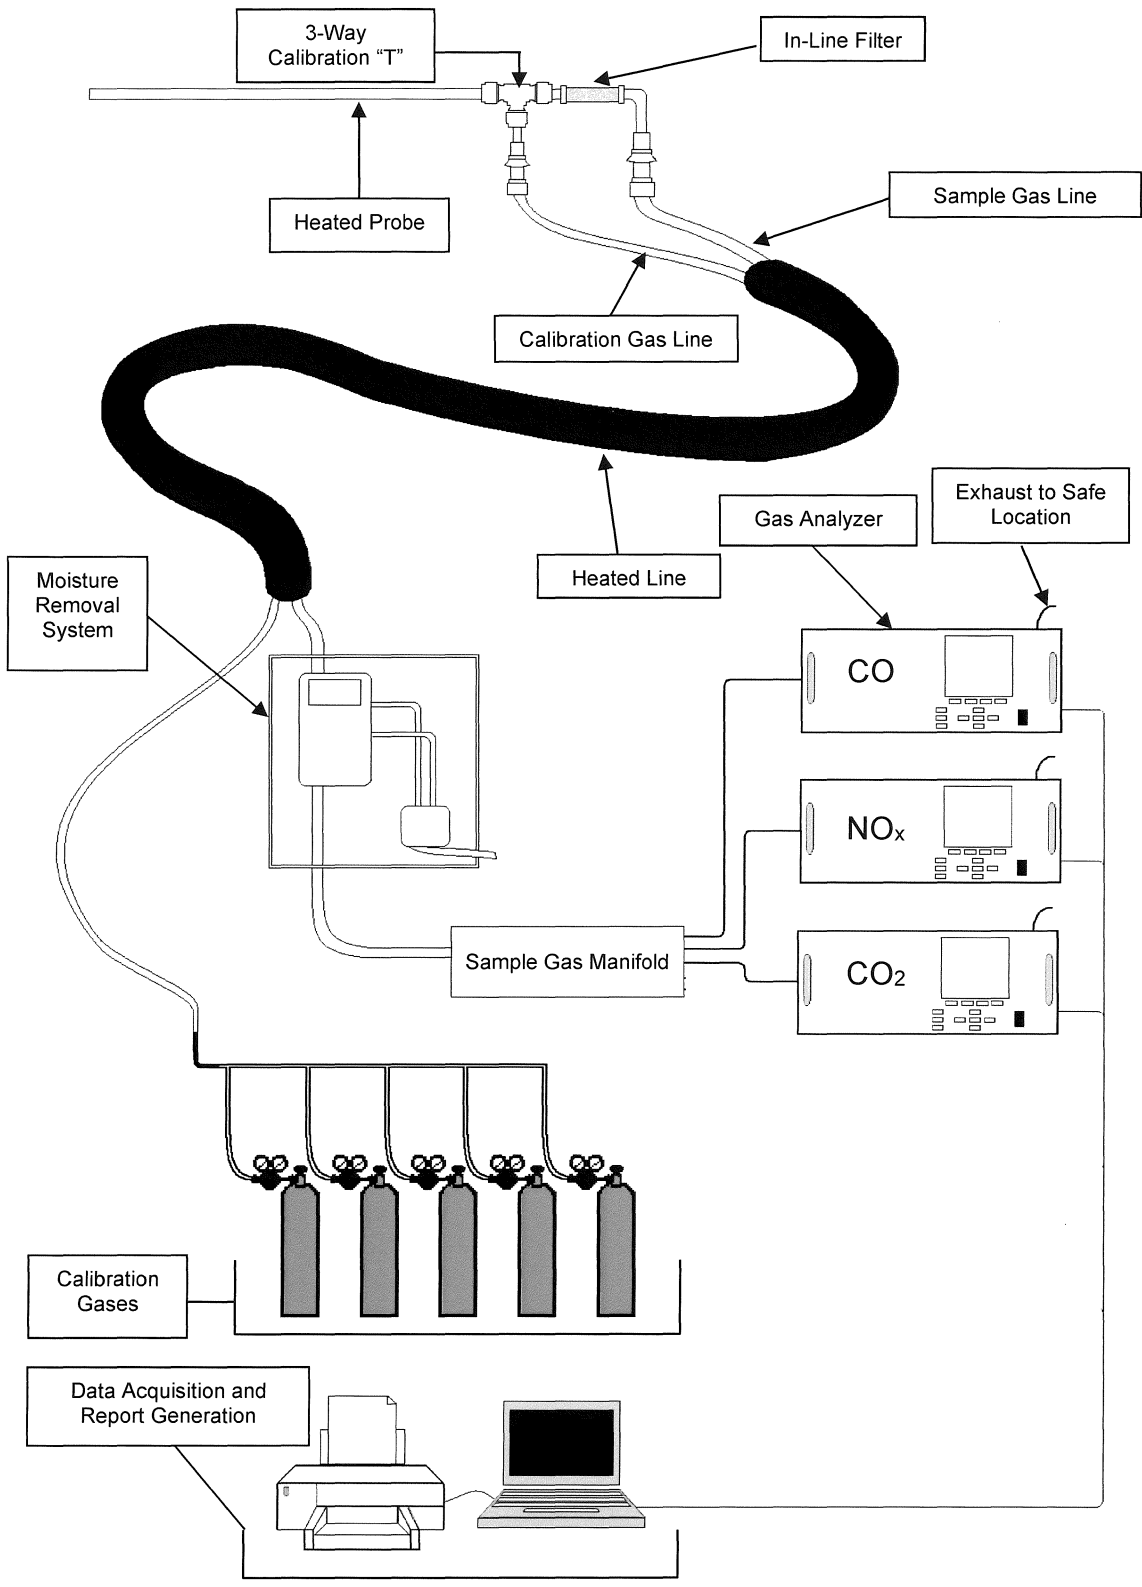 3-Way
Calibration “T”
In-Line Filter
Heated Probe
Sample Gas Line
Calibration Gas Line
Heated Line
Gas Analyzer
Exhaust to Safe
Location
Moisture
Removal
System
CO
NOx
CO2
Sample Gas Manifold
Calibration
Gases
Data Acquisition and
Report Generation